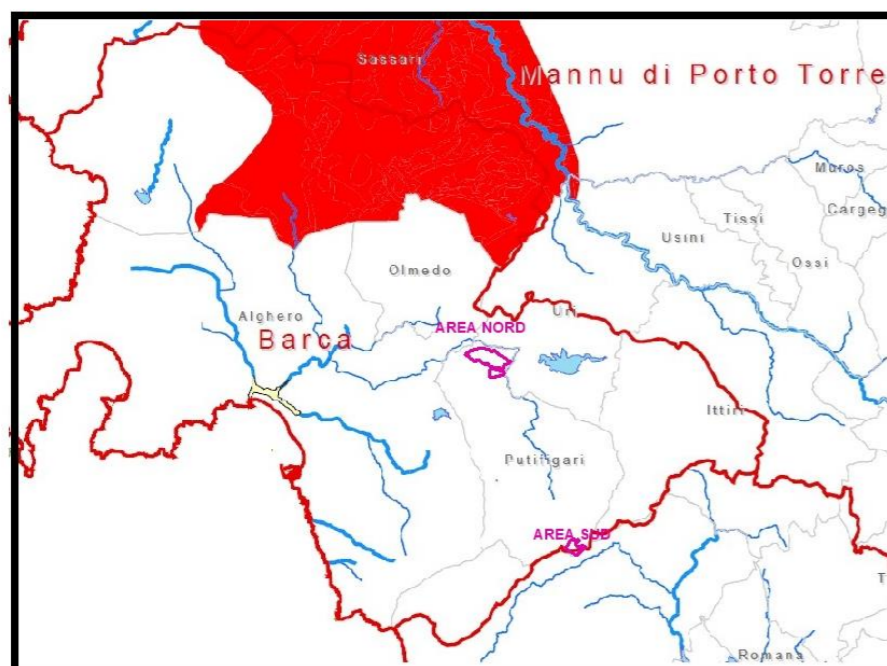 Sassari
Mannu di Porto Torre
Muros
Cargeg
Tissi
Usini
Ossi
Olmedo
Alghero
Uri
AREA NORD
Barca
Ittiri
Putifigari
AREA SUD
T
Romana